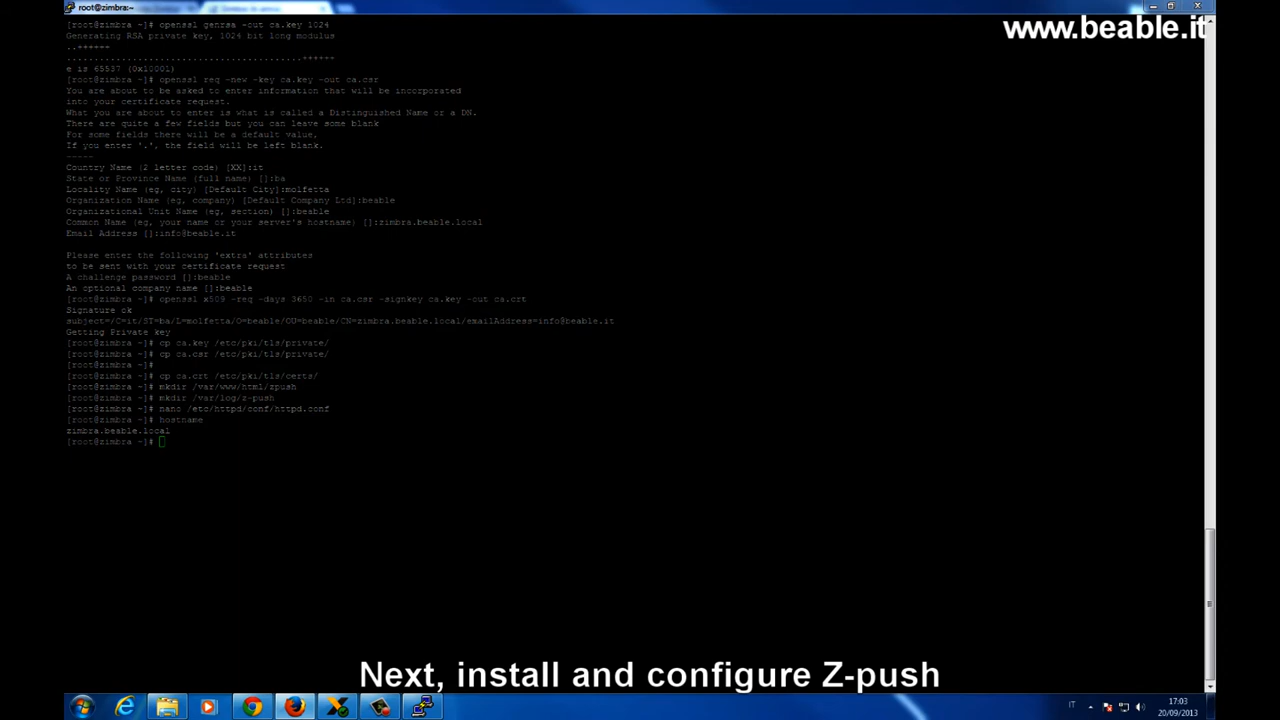 root@zimbra:~
www.beable.it
[root@zimbra ~]# openssl genrsa -out ca.key 1024
Generating RSA private key, 1024 bit long modulus
..++++++
........................................++++++
e is 65537 (0x10001)
[root@zimbra ~]# openssl req -new -key ca.key -out ca.csr
You are about to be asked to enter information that will be incorporated
into your certificate request.
What you are about to enter is what is called a Distinguished Name or a DN.
There are quite a few fields but you can leave some blank
For some fields there will be a default value,
If you enter '.', the field will be left blank.
-----
Country Name (2 letter code) [XX]:it
State or Province Name (full name) []:ba
Locality Name (eg, city) [Default City]:molfetta
Organization Name (eg, company) [Default Company Ltd]:beable
Organizational Unit Name (eg, section) []:beable
Common Name (eg, your name or your server's hostname) []:zimbra.beable.local
Email Address []:info@beable.it
Please enter the following 'extra' attributes
to be sent with your certificate request
A challenge password []:beable
An optional company name []:beable
[root@zimbra ~]# openssl x509 -req -days 3650 -in ca.csr -signkey ca.key -out ca.crt
Signature ok
subject=/C=it/ST=ba/L=molfetta/O=beable/OU=beable/CN=zimbra.beable.local/emailAddress=info@beable.it
Getting Private key
[root@zimbra ~]# cp ca.key /etc/pki/tls/private/
[root@zimbra ~]# cp ca.csr /etc/pki/tls/private/
[root@zimbra ~]#
[root@zimbra ~]# cp ca.crt /etc/pki/tls/certs/
[root@zimbra ~]# mkdir /var/www/html/zpush
[root@zimbra ~]# mkdir /var/log/z-push
[root@zimbra ~]# nano /etc/httpd/conf/httpd.conf
[root@zimbra ~]# hostname
zimbra.beable.local
[root@zimbra ~]#
Next, install and configure Z-push
IT
17:03
20/09/2013